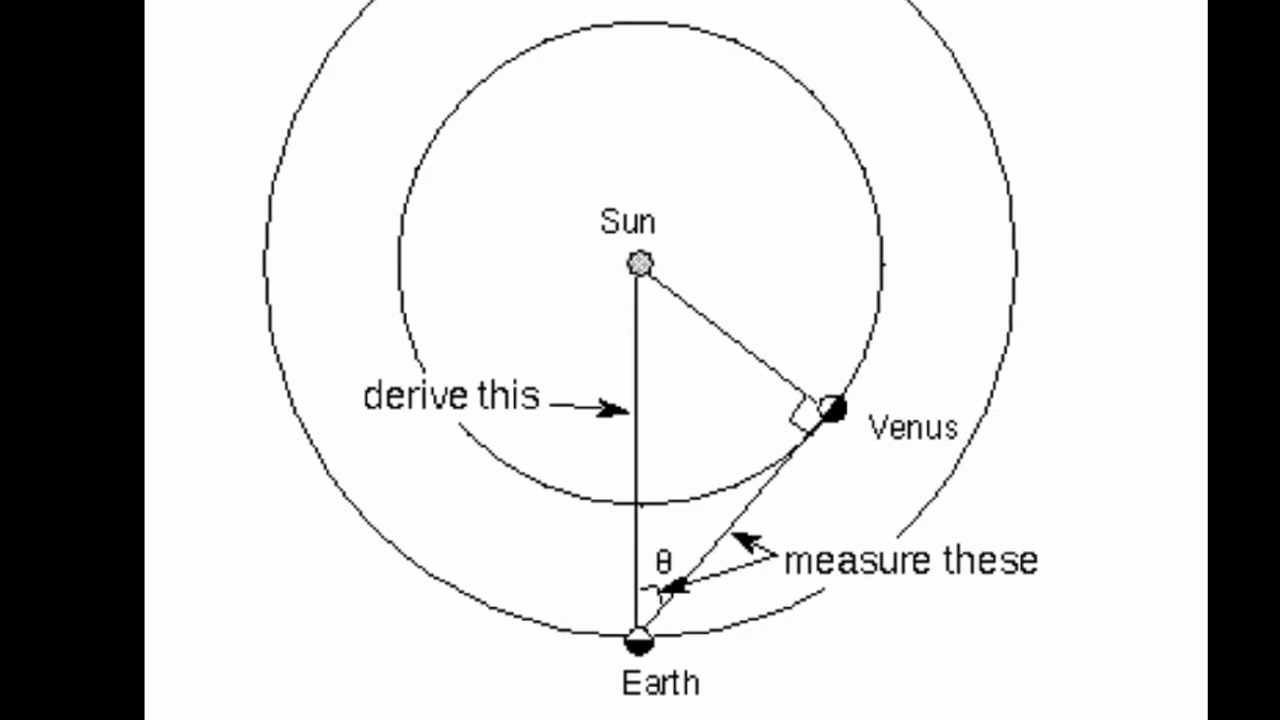 Sun
derive this
Venus
θ
measure these
Earth